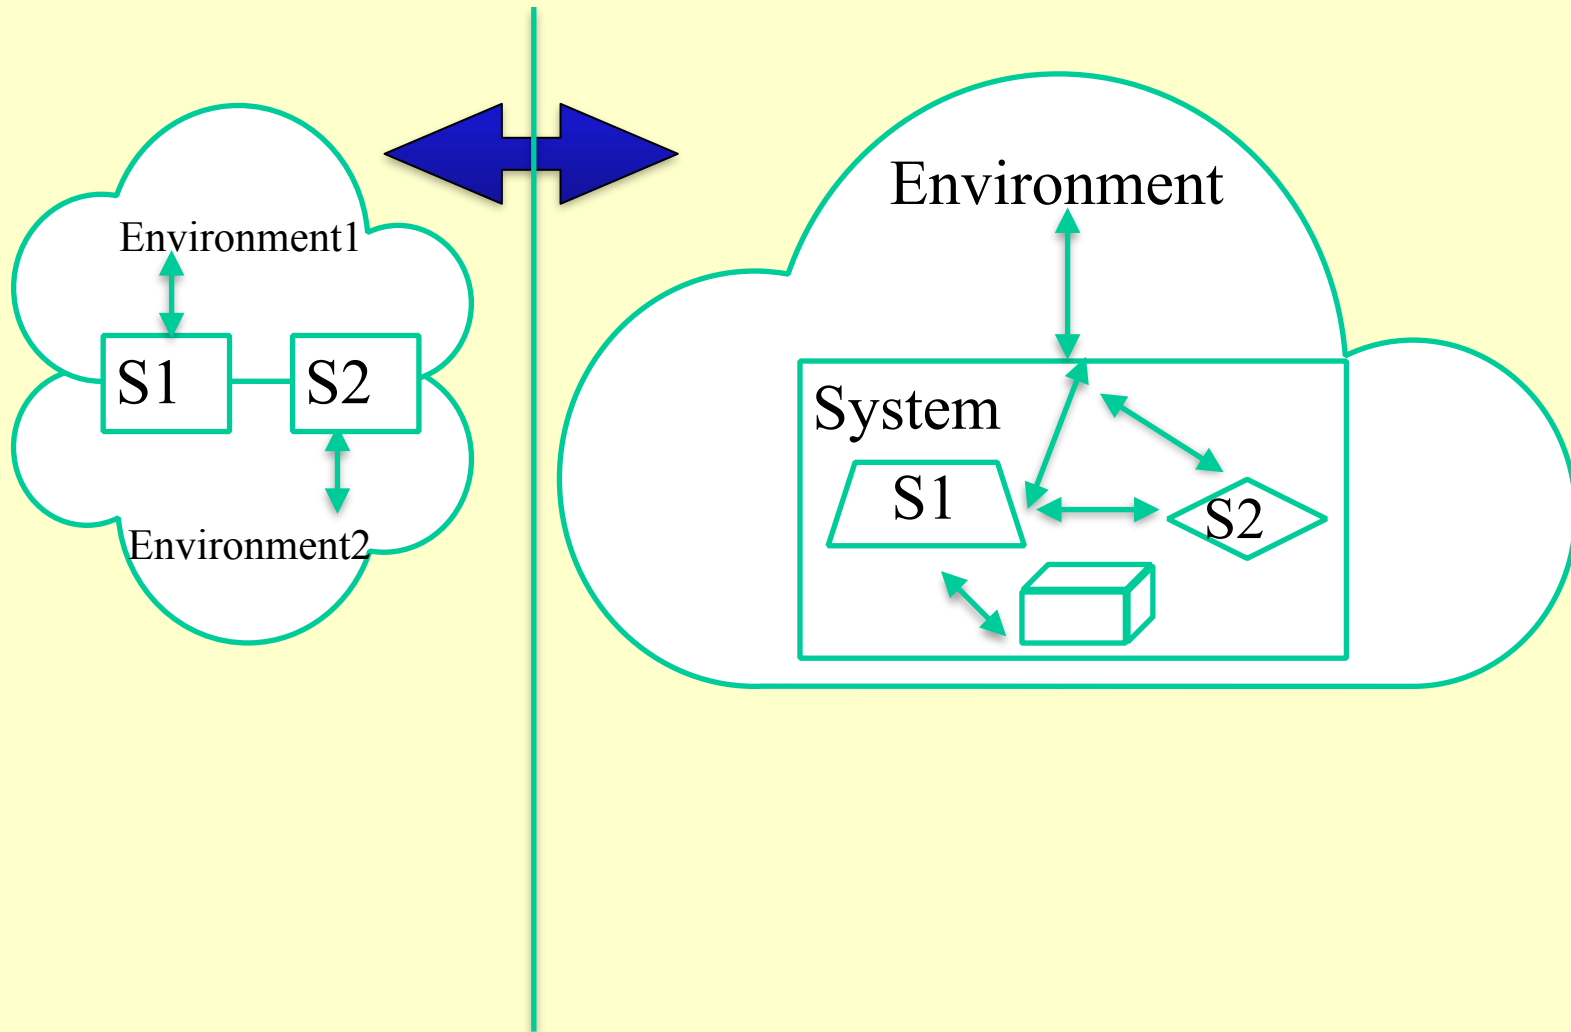 Environment1
S1
S2
Environment2
Environment
System
S1
S2